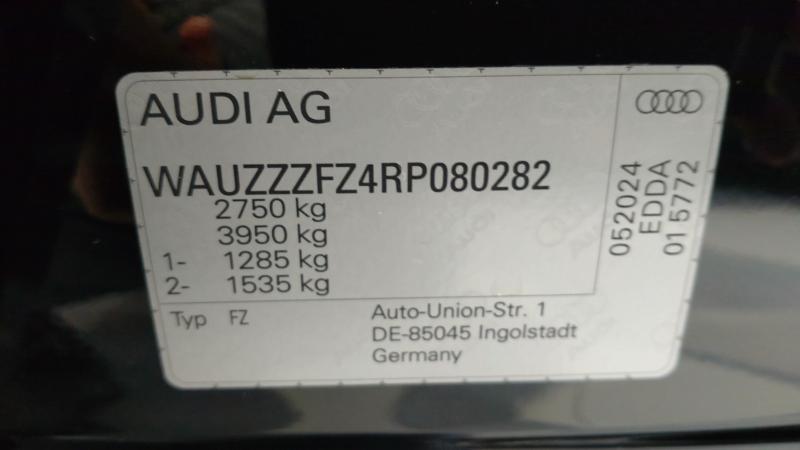 AUDI AG
WAUZZZFZ4RP080282
2750 kg
3950 kg
1- 1285 kg
2- 1535 kg
Typ FZ
Auto-Union-Str. 1
DE-85045 Ingolstadt
Germany
052024
EDDA
015772